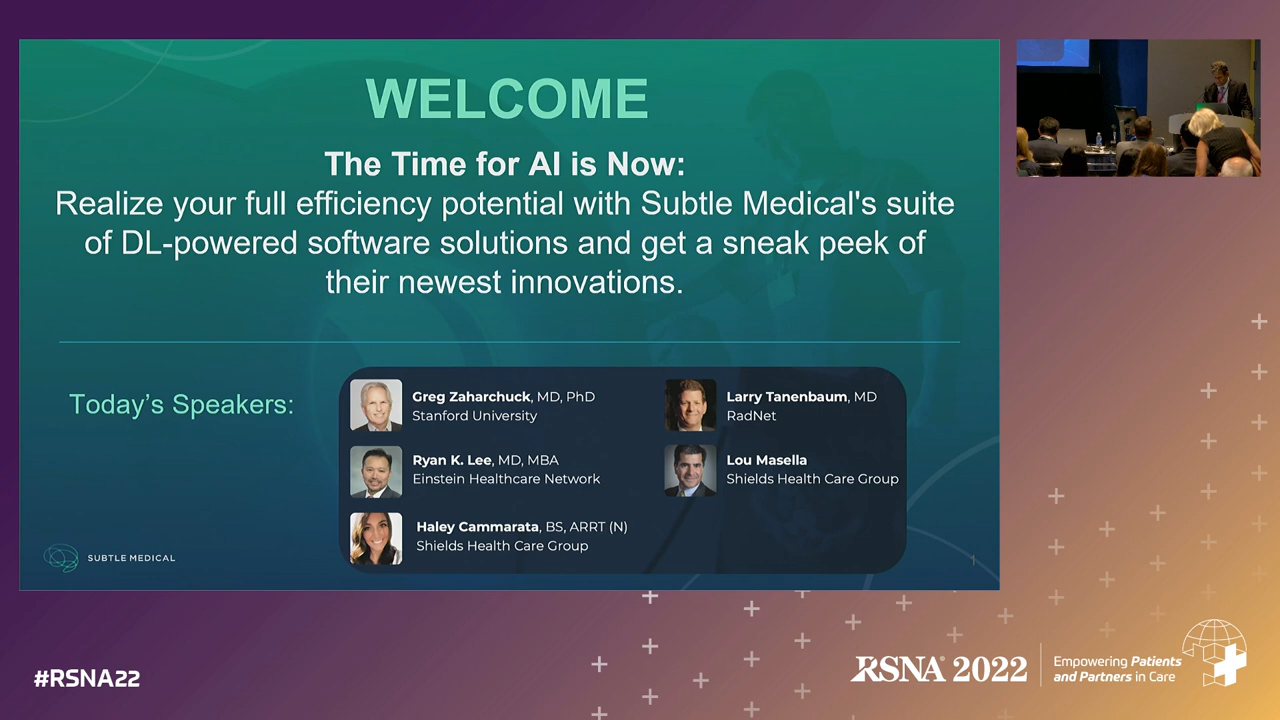 WELCOME
The Time for AI is Now:
Realize your full efficiency potential with Subtle Medical's suite
of DL-powered software solutions and get a sneak peek of
their newest innovations.
Today's Speakers:
Greg Zaharchuck, MD, PhD
Stanford University
Larry Tanenbaum, MD
RadNet
Ryan K. Lee, MD, MBA
Einstein Healthcare Network
Lou Masella
Shields Health Care Group
Haley Cammarata, BS, ARRT (N)
Shields Health Care Group
SUBTLE MEDICAL
1
#RSNA22
RSNA® 2022
Empowering Patients
and Partners in Care